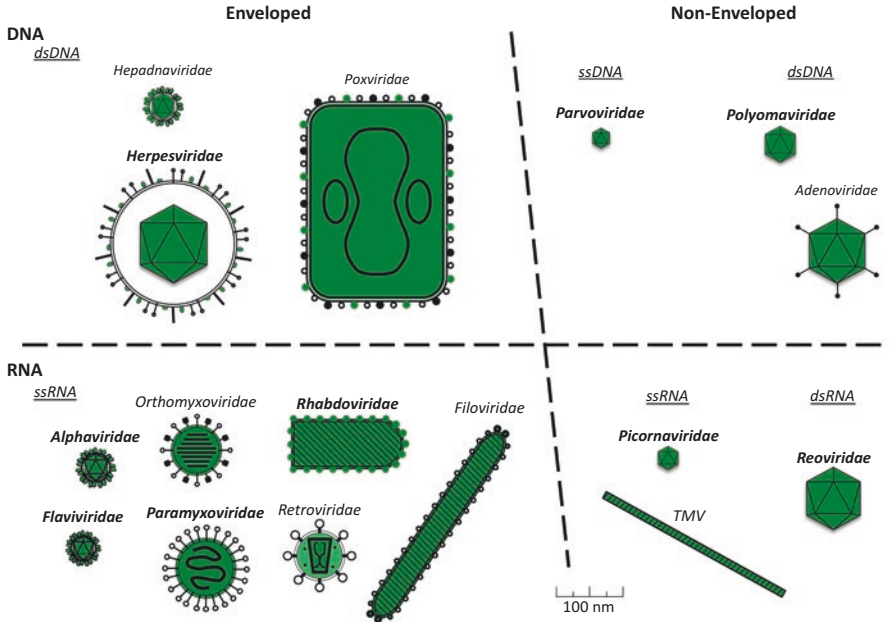 Enveloped
Non-Enveloped
DNA
dsDNA
Hepadnaviridae
Poxviridae
Herpesviridae
ssDNA
dsDNA
Parvoviridae
Polyomaviridae
Adenoviridae
RNA
ssRNA
Orthomyxoviridae
Rhabdoviridae
Filoviridae
Alphaviridae
Flaviviridae
Paramyxoviridae
Retroviridae
ssRNA
dsRNA
Picornaviridae
Reoviridae
TMV
100 nm